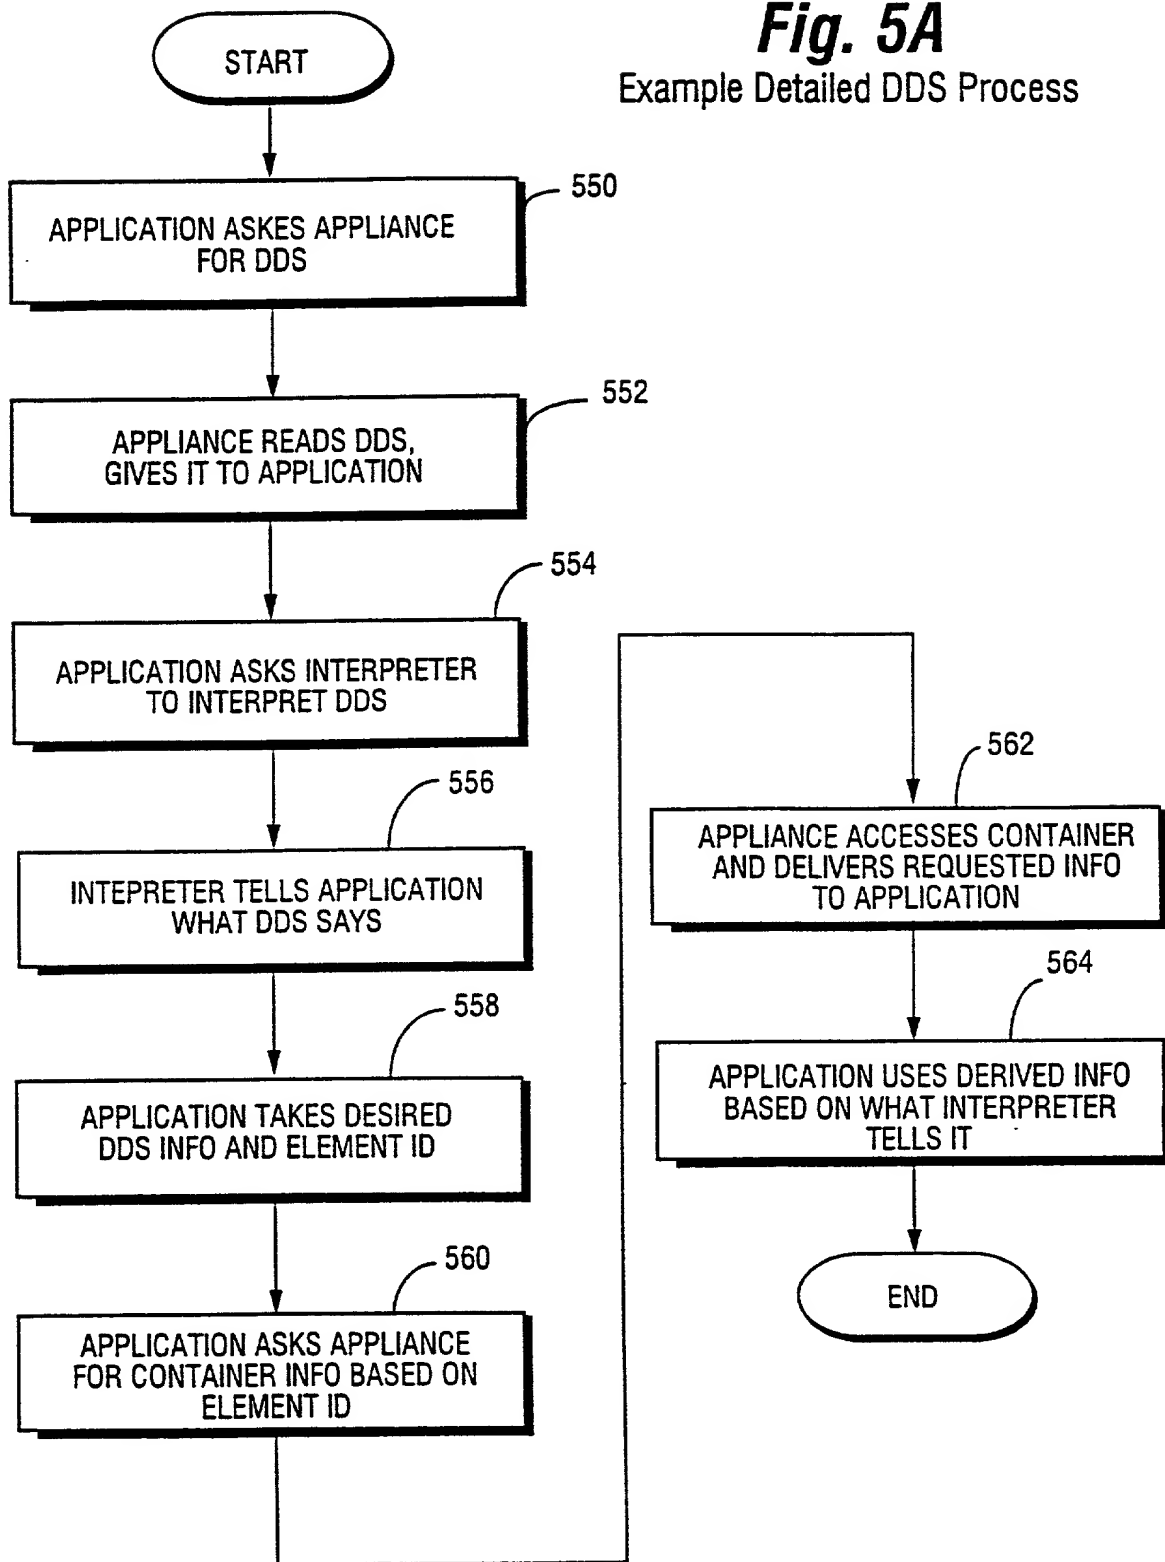 Fig. 5A
Example Detailed DDS Process
START
550
APPLICATION ASKES APPLIANCE
FOR DDS
552
APPLIANCE READS DDS,
GIVES IT TO APPLICATION
554
APPLICATION ASKS INTERPRETER
TO INTERPRET DDS
556
INTEPRETER TELLS APPLICATION
WHAT DDS SAYS
558
APPLICATION TAKES DESIRED
DDS INFO AND ELEMENT ID
560
APPLICATION ASKS APPLIANCE
FOR CONTAINER INFO BASED ON
ELEMENT ID
562
APPLIANCE ACCESSES CONTAINER
AND DELIVERS REQUESTED INFO
TO APPLICATION
564
APPLICATION USES DERIVED INFO
BASED ON WHAT INTERPRETER
TELLS IT
END